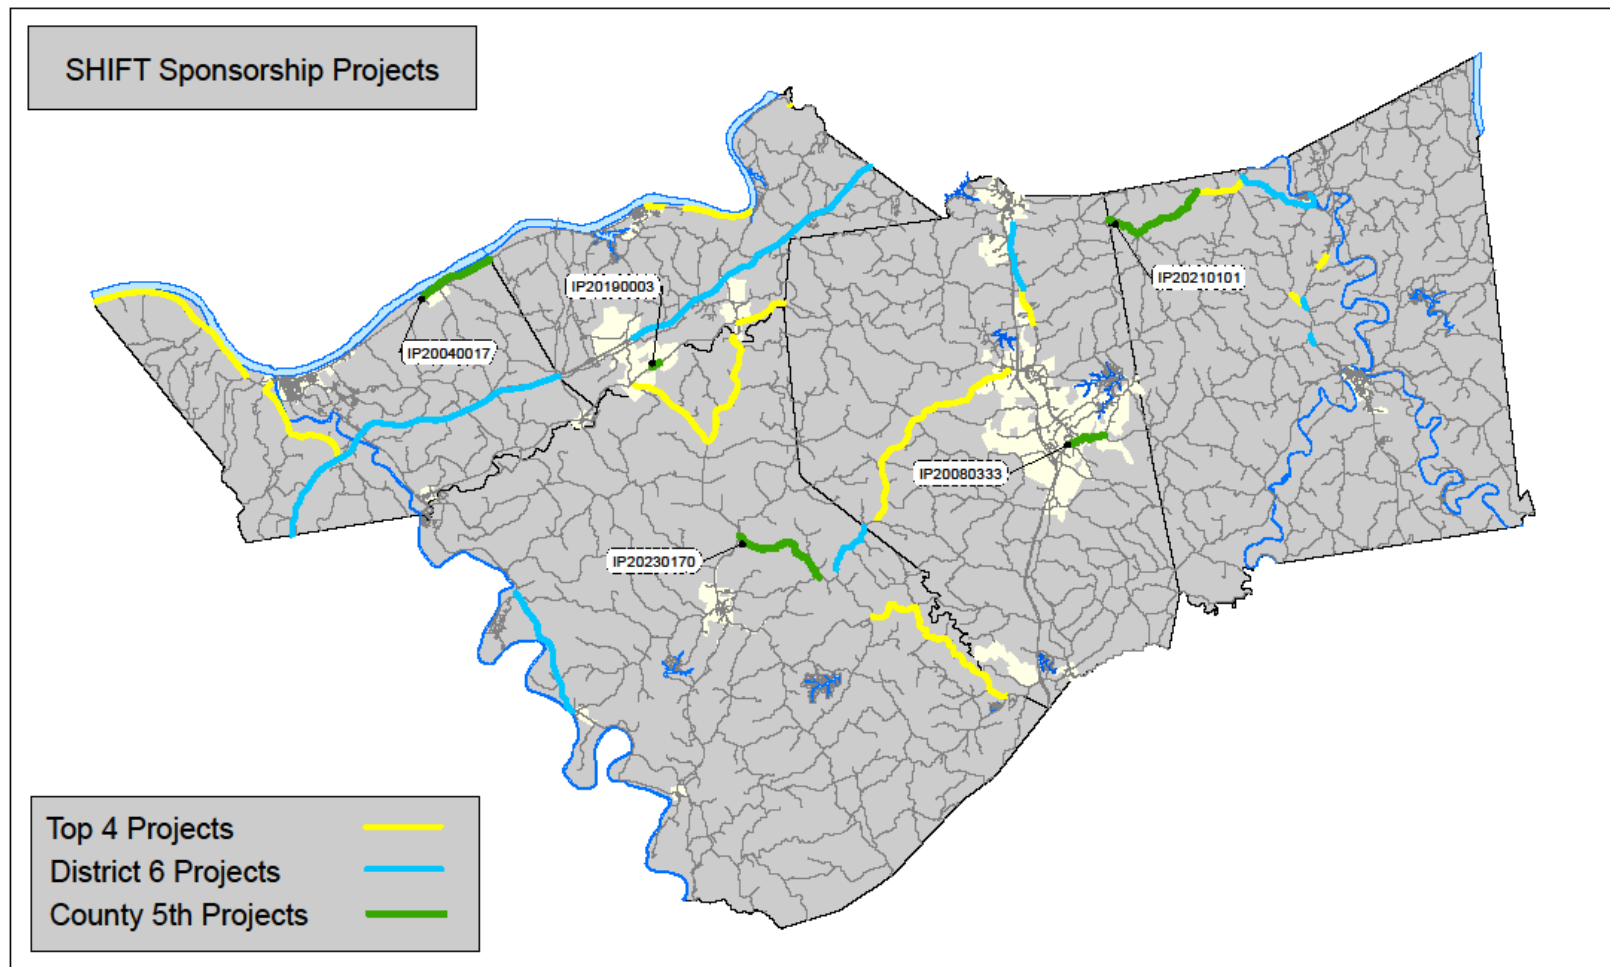 SHIFT Sponsorship Projects
IP20190003
IP20210101
IP20040017
IP20080333
IP20230170
Top 4 Projects
District 6 Projects
County 5th Projects